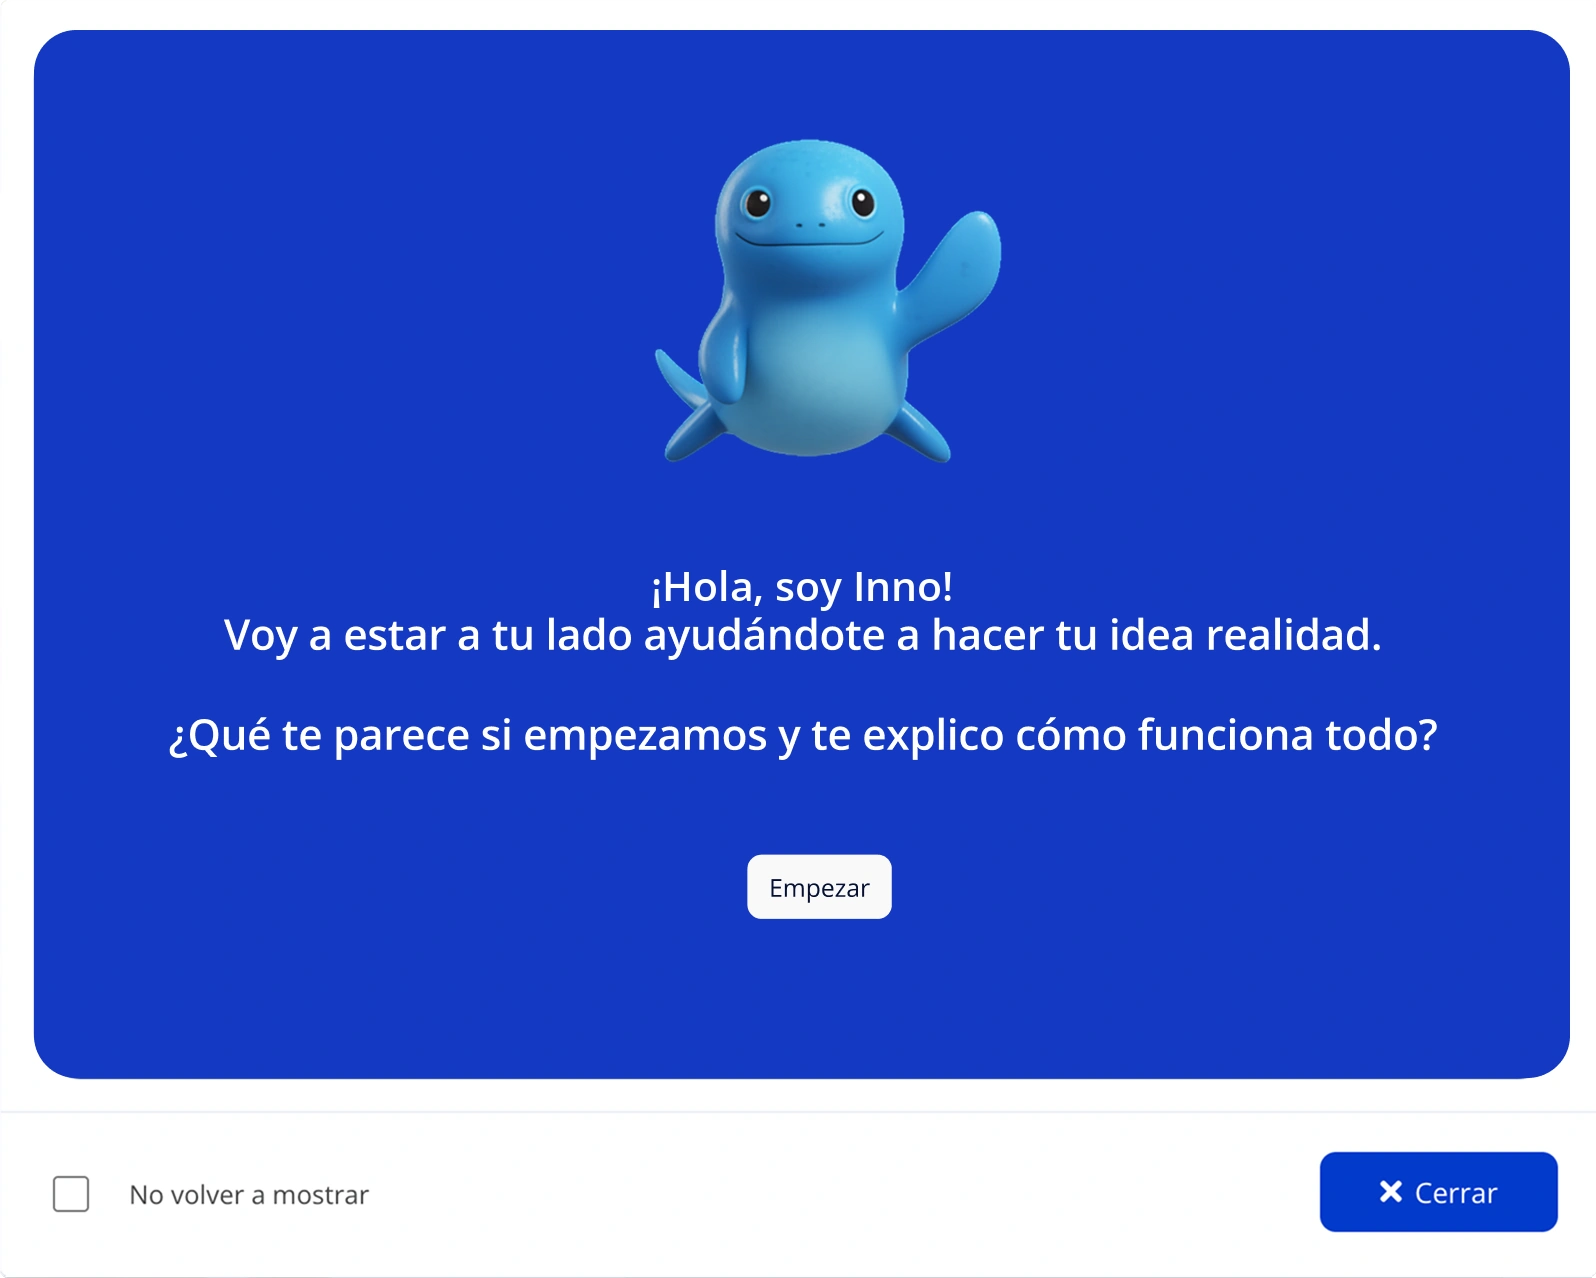 ¡Hola, soy Inno!
Voy a estar a tu lado ayudándote a hacer tu idea realidad.
¿Qué te parece si empezamos y te explico cómo funciona todo?
Empezar
No volver a mostrar
Cerrar